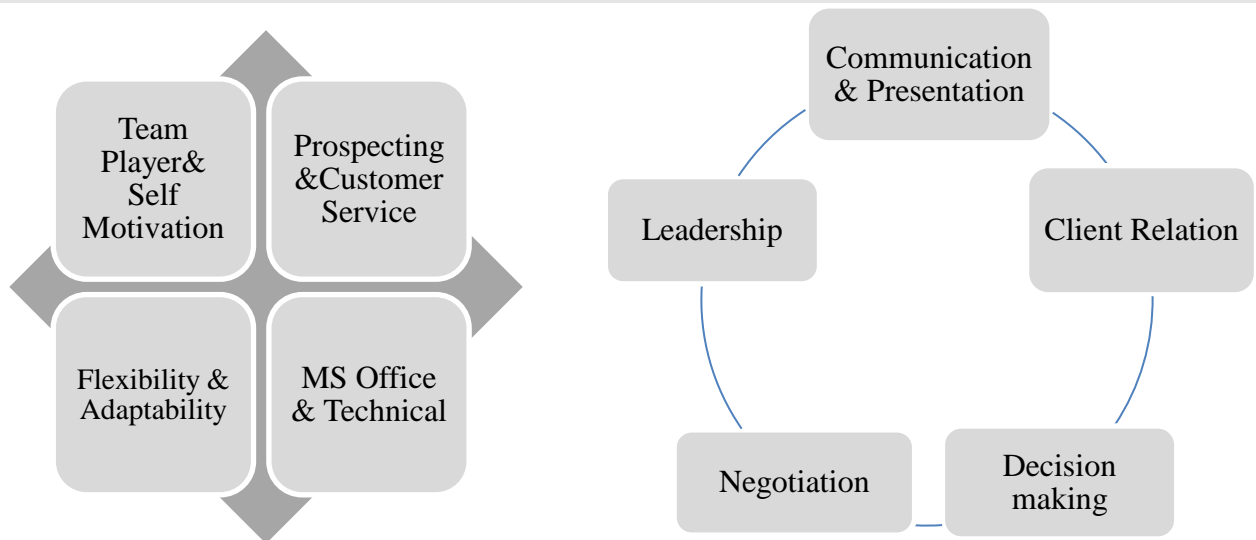 Team
Player&
Self
Motivation
Prospecting
&Customer
Service
Flexibility &
Adaptability
MS Office
& Technical
Communication
& Presentation
Client Relation
Decision
making
Negotiation
Leadership